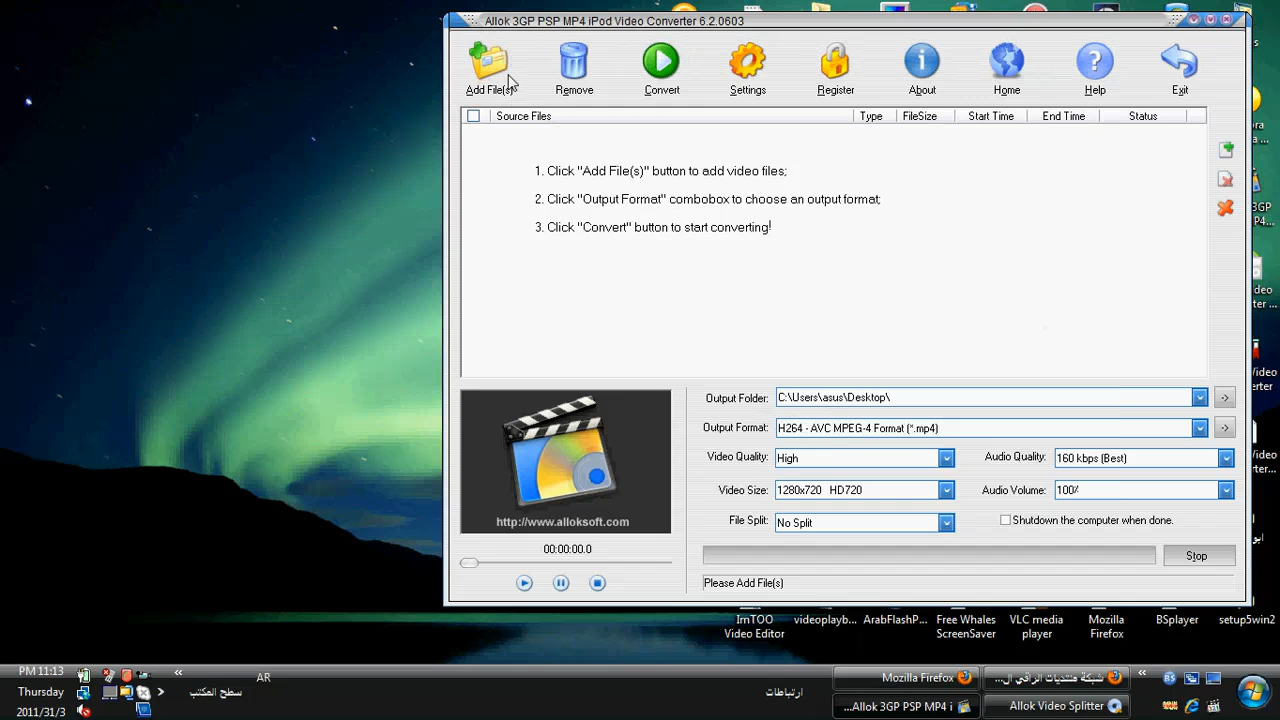 Allok 3GP PSP MP4 iPod Video Converter 6.2.0603
Add File(s)
Remove
Convert
Settings
Register
About
Home
Help
Exit
Source Files
Type
FileSize
Start Time
End Time
Status
1. Click "Add File(s)" button to add video files;
2. Click "Output Format" combobox to choose an output format;
3. Click "Convert" button to start converting!
http://www.alloksoft.com
00:00:00.0
Output Folder:
C:\Users\asus\Desktop\
Output Format:
H264 - AVC MPEG-4 Format (*.mp4)
Video Quality:
High
Audio Quality:
160 kbps (Best)
Video Size:
1280x720 HD720
Audio Volume:
100%
File Split:
No Split
Shutdown the computer when done.
Stop
Please Add File(s)
ImTOO
Video Editor
videoplayb...
ArabFlashP...
Free Whales
ScreenSaver
VLC media
player
Mozilla
Firefox
BSplayer
setup5win2
PM 11:13
Thursday
2011/31/3
«
سطح المكتب
AR
ارتباطات
Mozilla Firefox
شبكة منتديات الراقي ال...
...Allok 3GP PSP MP4 i
Allok Video Splitter
«